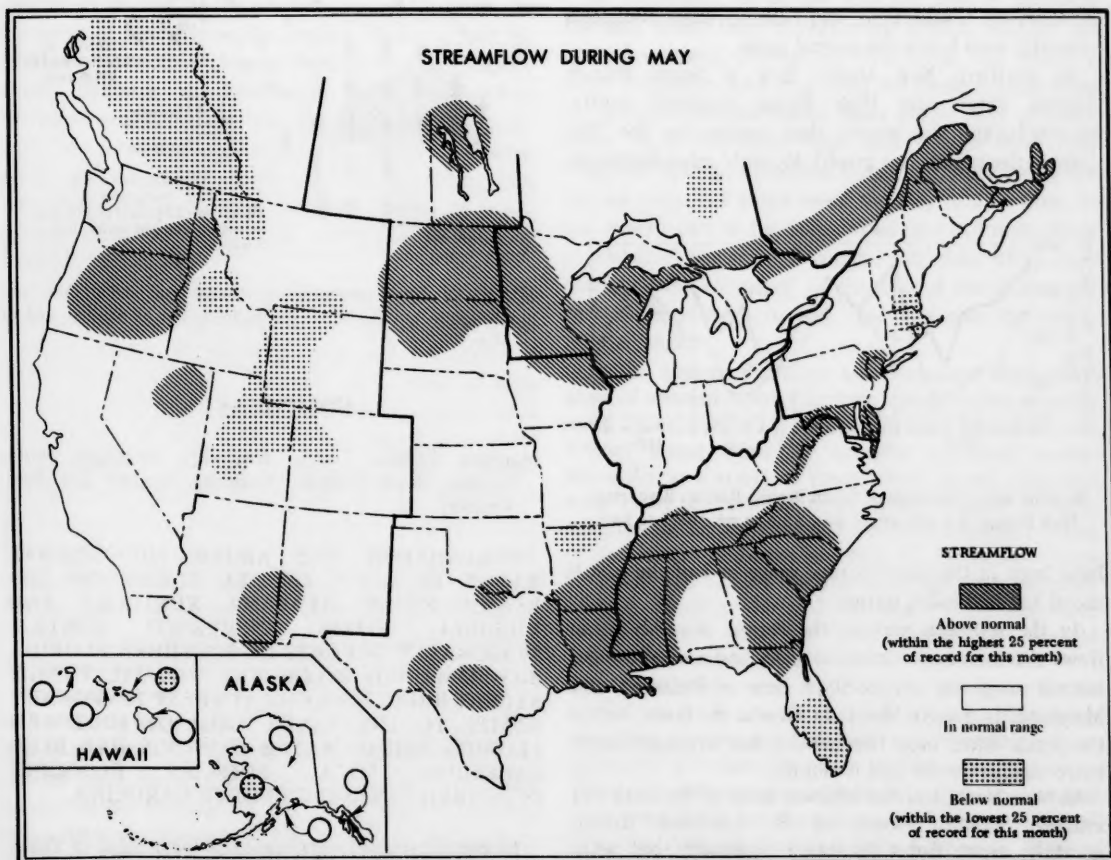 STREAMFLOW DURING MAY
STREAMFLOW
Above normal
(within the highest 25 percent
of record for this month)
In normal range
Below normal
(within the lowest 25 percent
of record for this month)
ALASKA
HAWAII